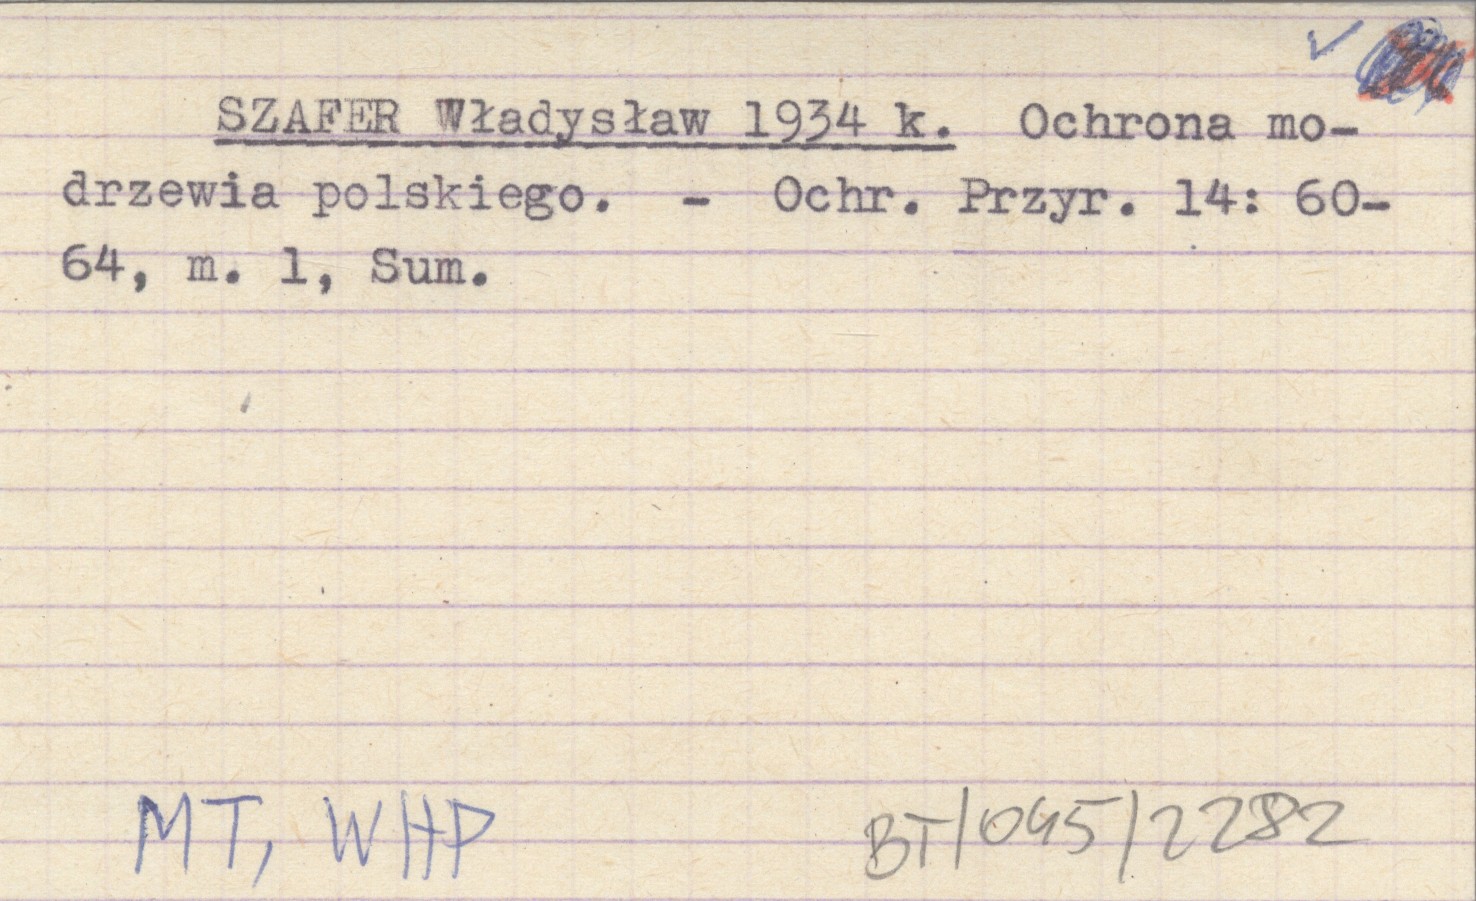 SZAFER Władysław 1934 k. Ochrona mo-
drzewia polskiego. - Ochr. Przyr. 14: 60-
64, m. 1, Sum.
MT, WHP BT/045/2282